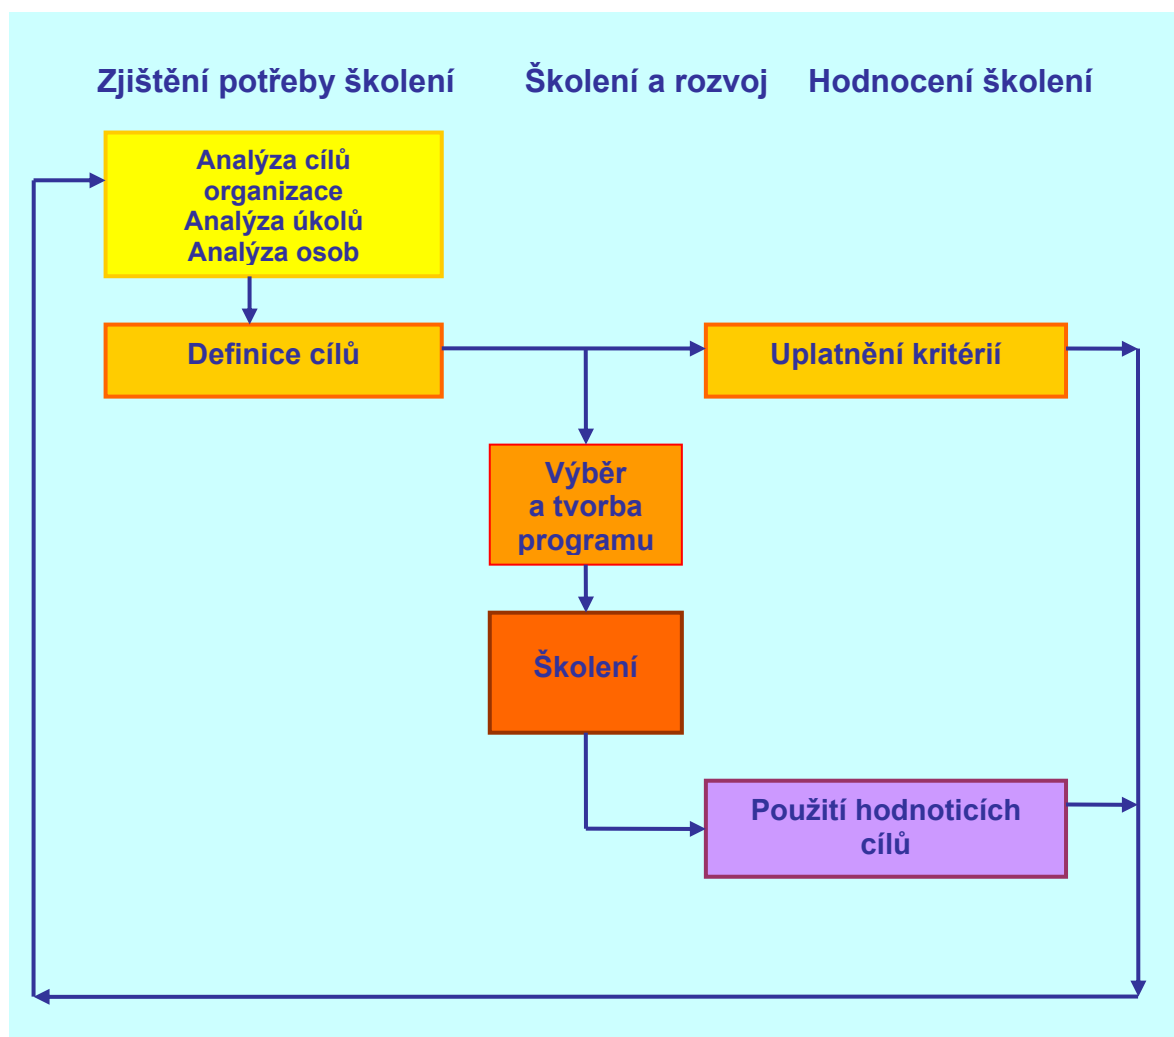 Zjištění potřeby školení
Školení a rozvoj
Hodnocení školení
Analýza cílů
organizace
Analýza úkolů
Analýza osob
Definice cílů
Uplatnění kritérií
Výběr
a tvorba
programu
Školení
Použití hodnoticích
cílů